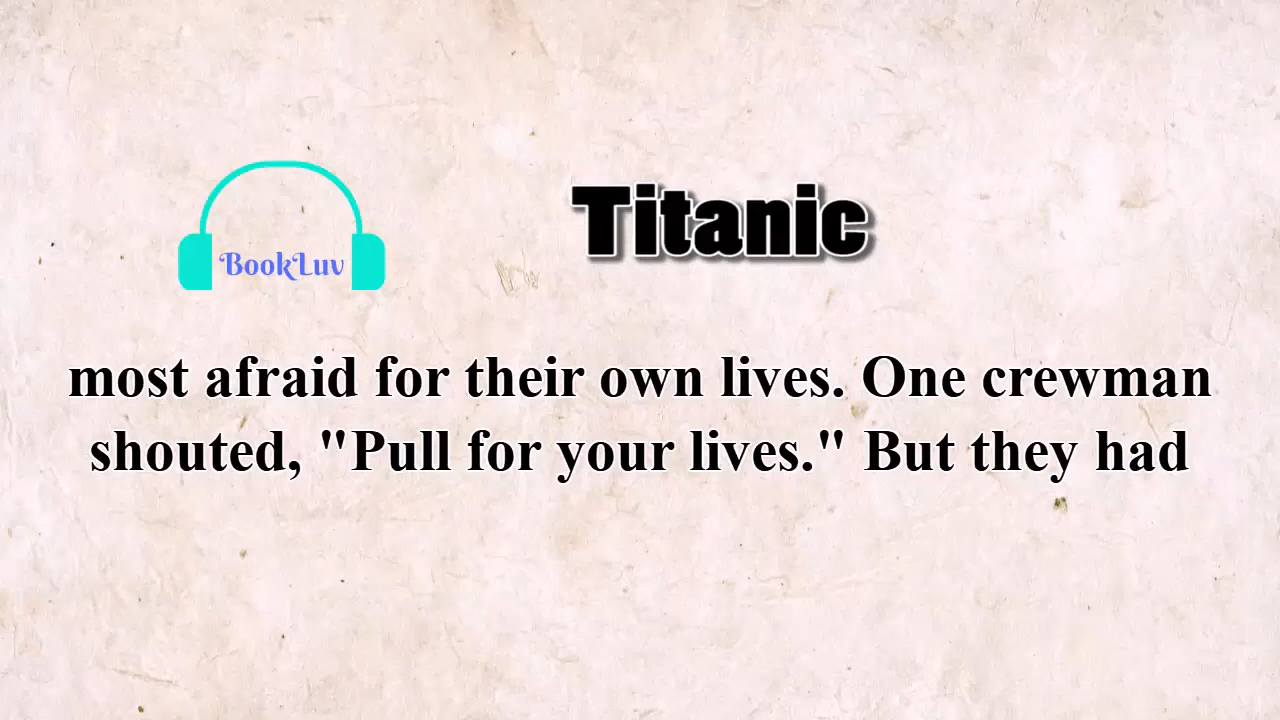 BookLuv
Titanic
most afraid for their own lives. One crewman
shouted, "Pull for your lives." But they had